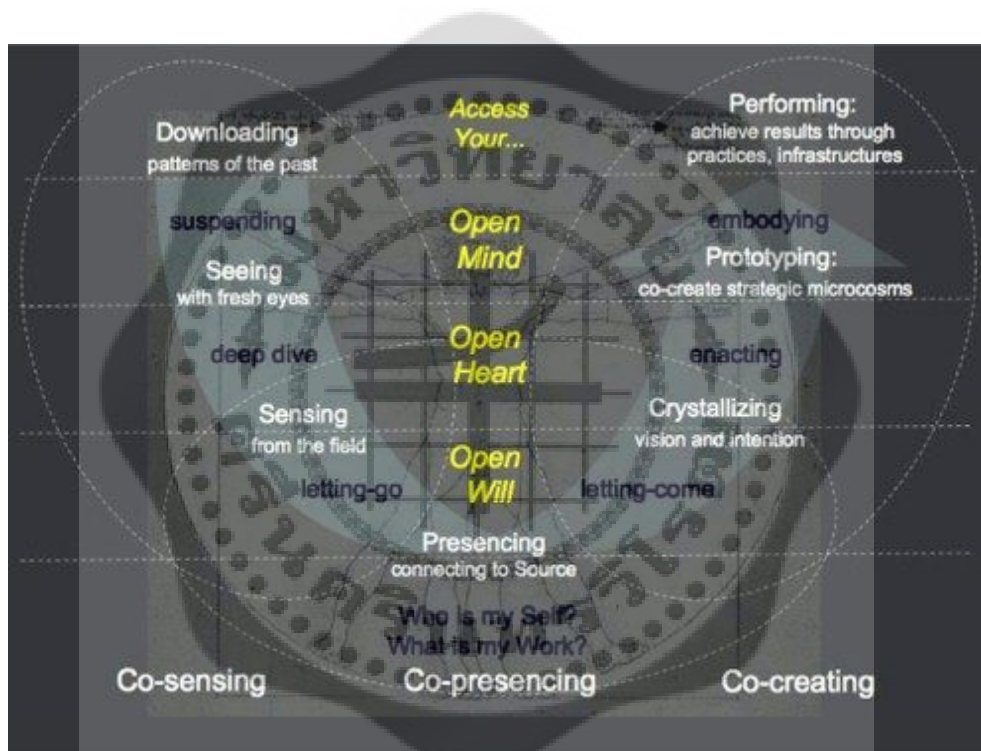 Downloading
patterns of the past
suspending
Seeing
with fresh eyes
deep dive
Sensing
from the field
letting-go
Access
Your...
Open
Mind
Open
Heart
Open
Will
Presencing
connecting to Source
Who is my Self?
What is my Work?
Performing:
achieve results through
practices, infrastructures
embodying
Prototyping:
co-create strategic microcosms
enacting
Crystallizing
vision and intention
letting-come
Co-sensing
Co-presencing
Co-creating